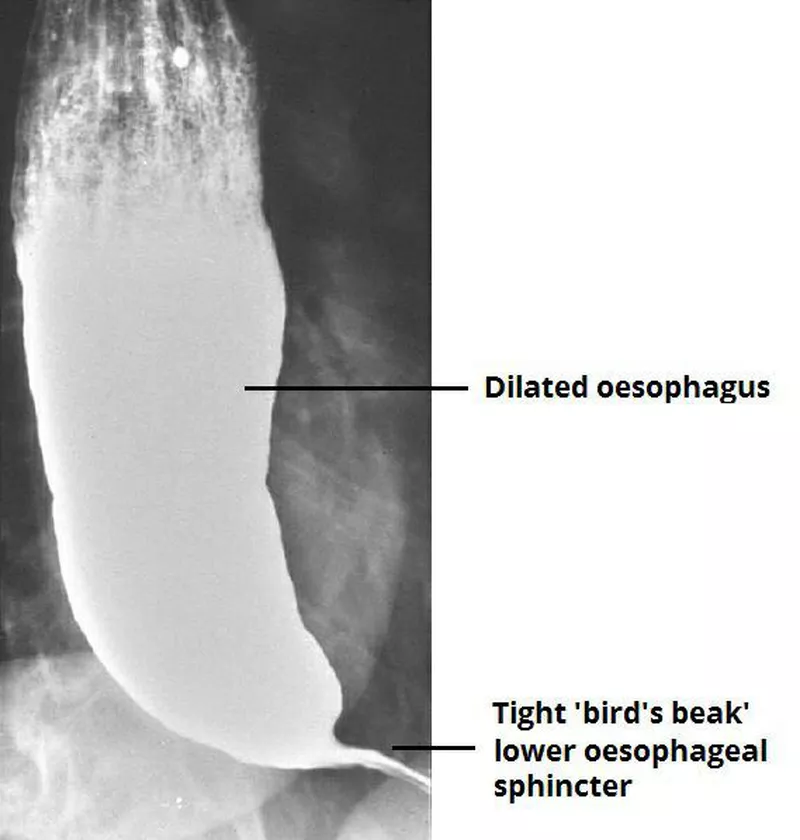 Dilated oesophagus
Tight 'bird's beak'
lower oesophageal
sphincter